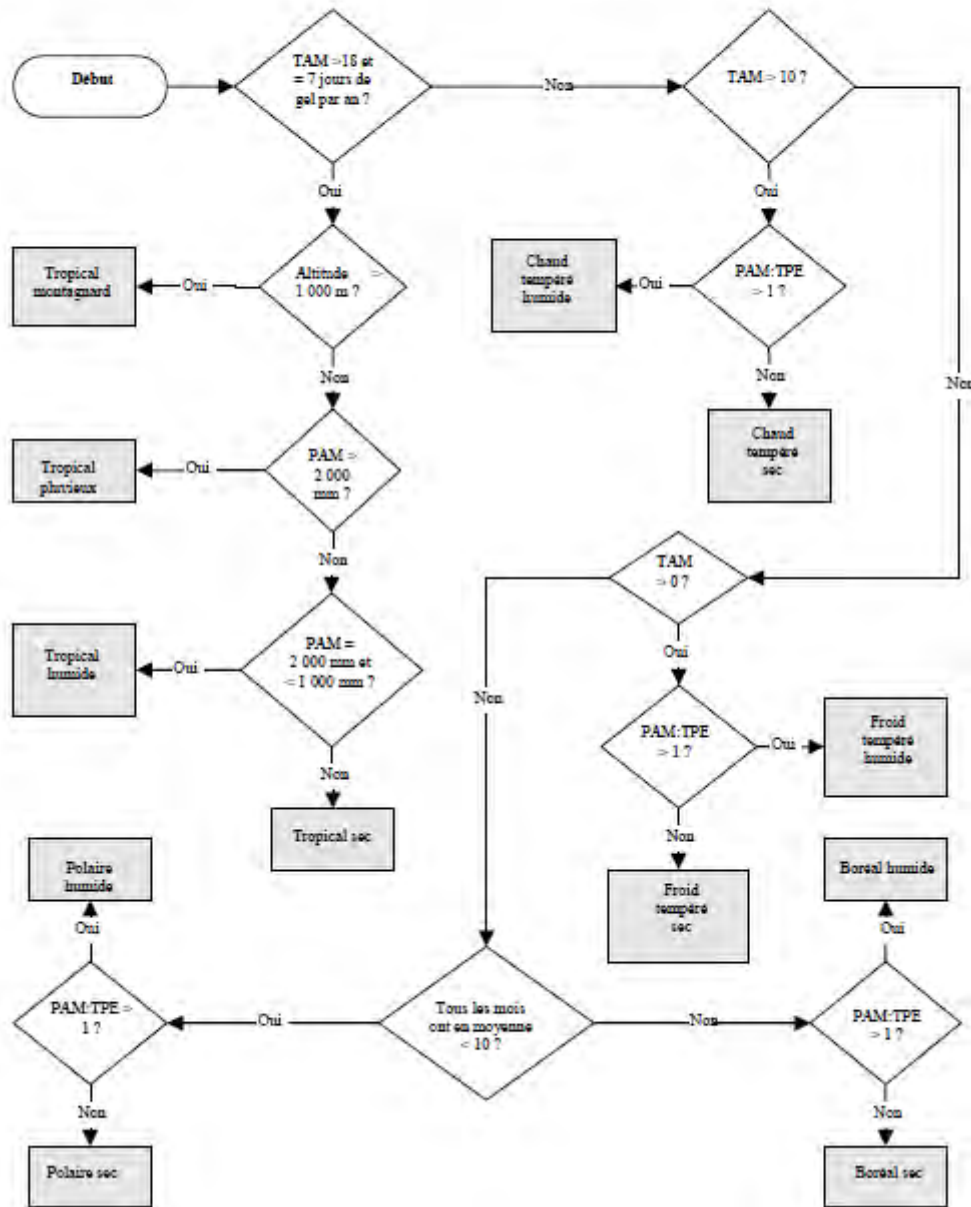 Début
TAM >18 et
= 7 jours de
gel par an ?
Non
TAM > 10 ?
Oui
Oui
Tropical
montagnard
Oui
Altitude >
1 000 m ?
Chaud
tempéré
humide
Oui
PAM:TPE
> 1 ?
Non
Non
Non
Tropical
pluvieux
Oui
PAM >
2 000
mm ?
Chaud
tempéré
sec
Non
TAM
> 0 ?
Tropical
humide
Oui
PAM =
2 000 mm et
= 1 000 mm ?
Non
Oui
PAM:TPE
> 1 ?
Oui
Froid
tempéré
humide
Non
Tropical sec
Non
Froid
tempéré
sec
Polaire
humide
Boréal humide
Oui
Oui
PAM:TPE >
1 ?
Oui
Tous les mois
ont en moyenne
< 10 ?
Non
PAM:TPE
> 1 ?
Non
Non
Polaire sec
Boréal sec